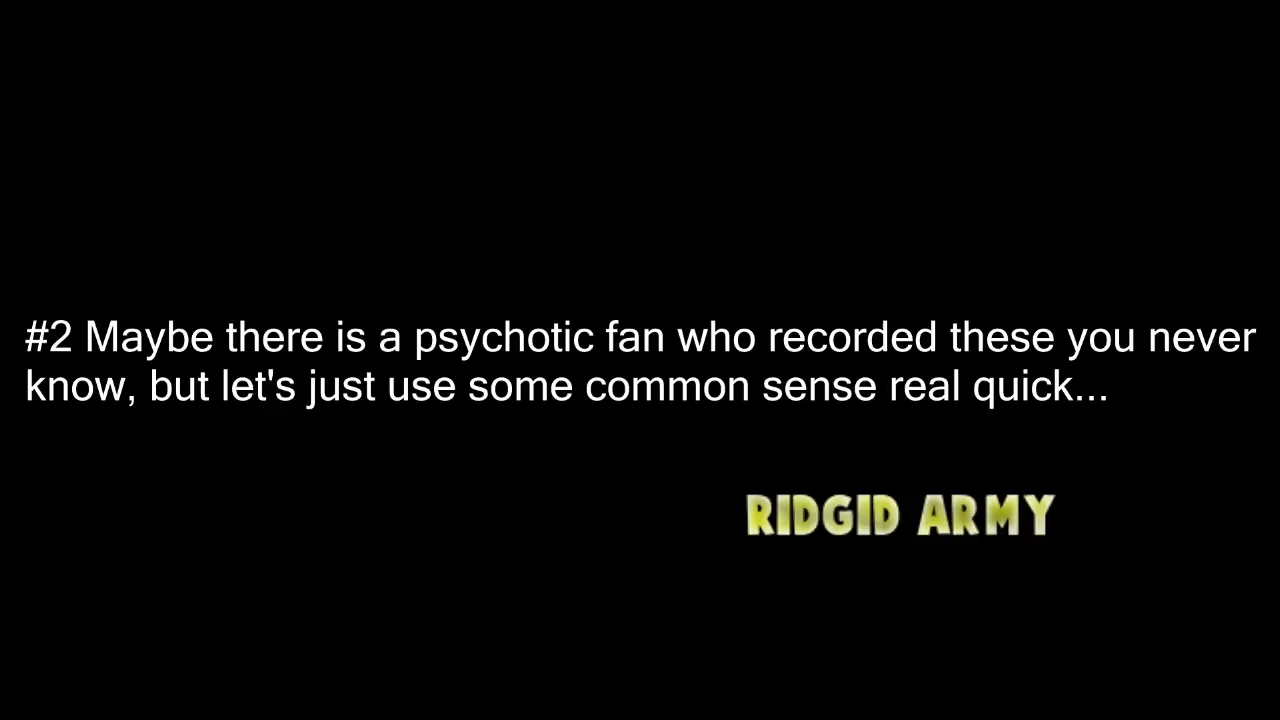 #2 Maybe there is a psychotic fan who recorded these you never
know, but let's just use some common sense real quick...
RIDGID ARMY